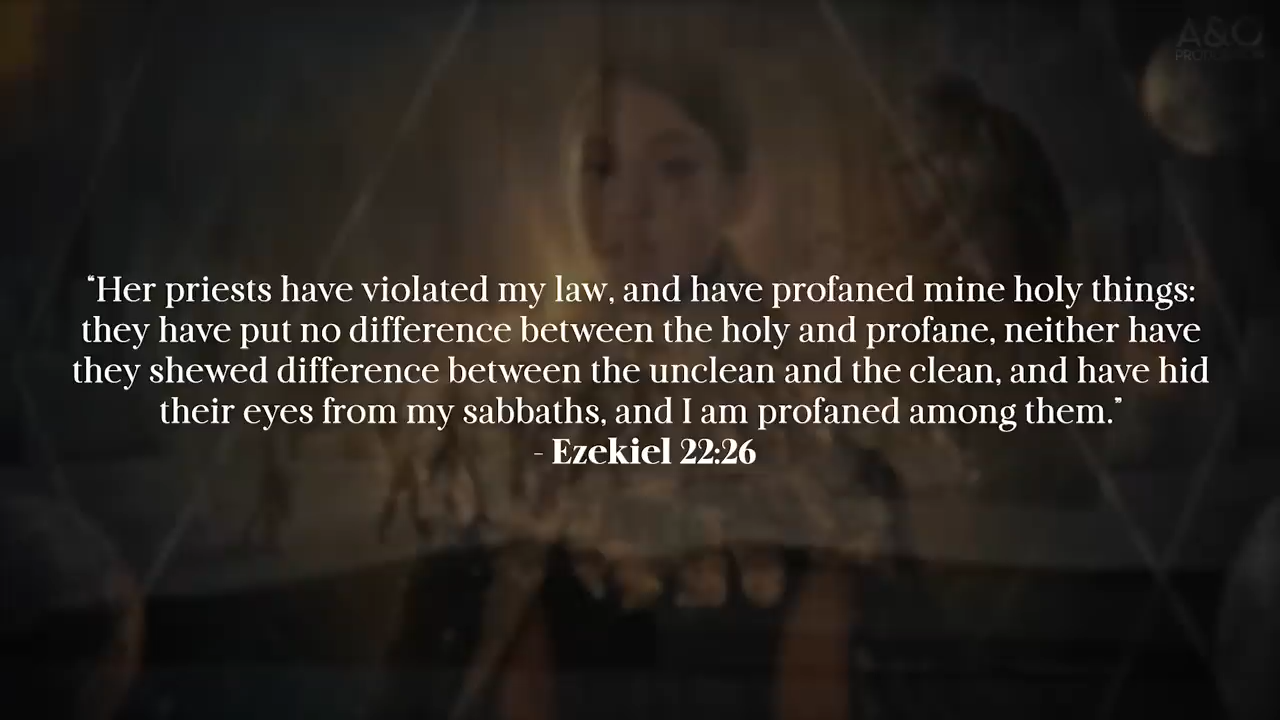 A&O
“Her priests have violated my law, and have profaned mine holy things:
they have put no difference between the holy and profane, neither have
they shewed difference between the unclean and the clean, and have hid
their eyes from my sabbaths, and I am profaned among them.”
- Ezekiel 22:26